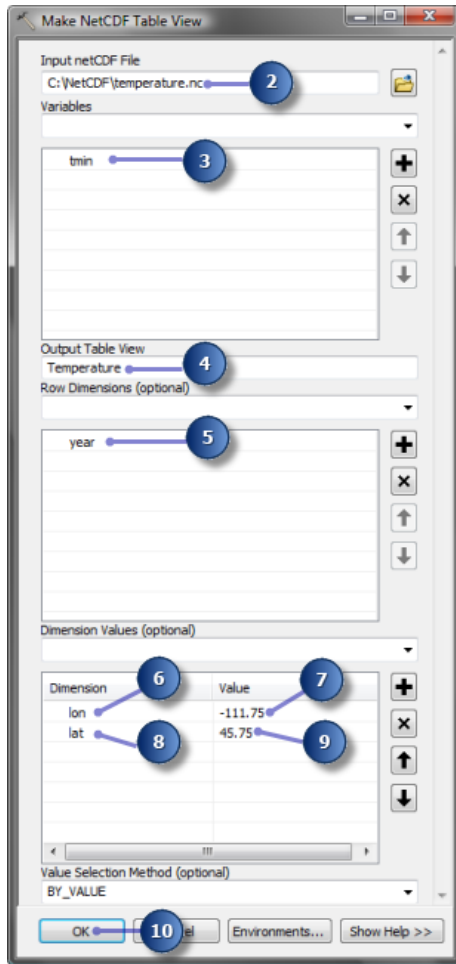 Make NetCDF Table View
Input netCDF File
C:\NetCDF\temperature.nc 2
Variables
tmin 3
Output Table View
Temperature 4
Row Dimensions (optional)
year 5
Dimension Values (optional)
Dimension Value
6 7
lon -111.75
lat 8 45.75 9
Value Selection Method (optional)
BY_VALUE
OK 10 el Environments... Show Help >>